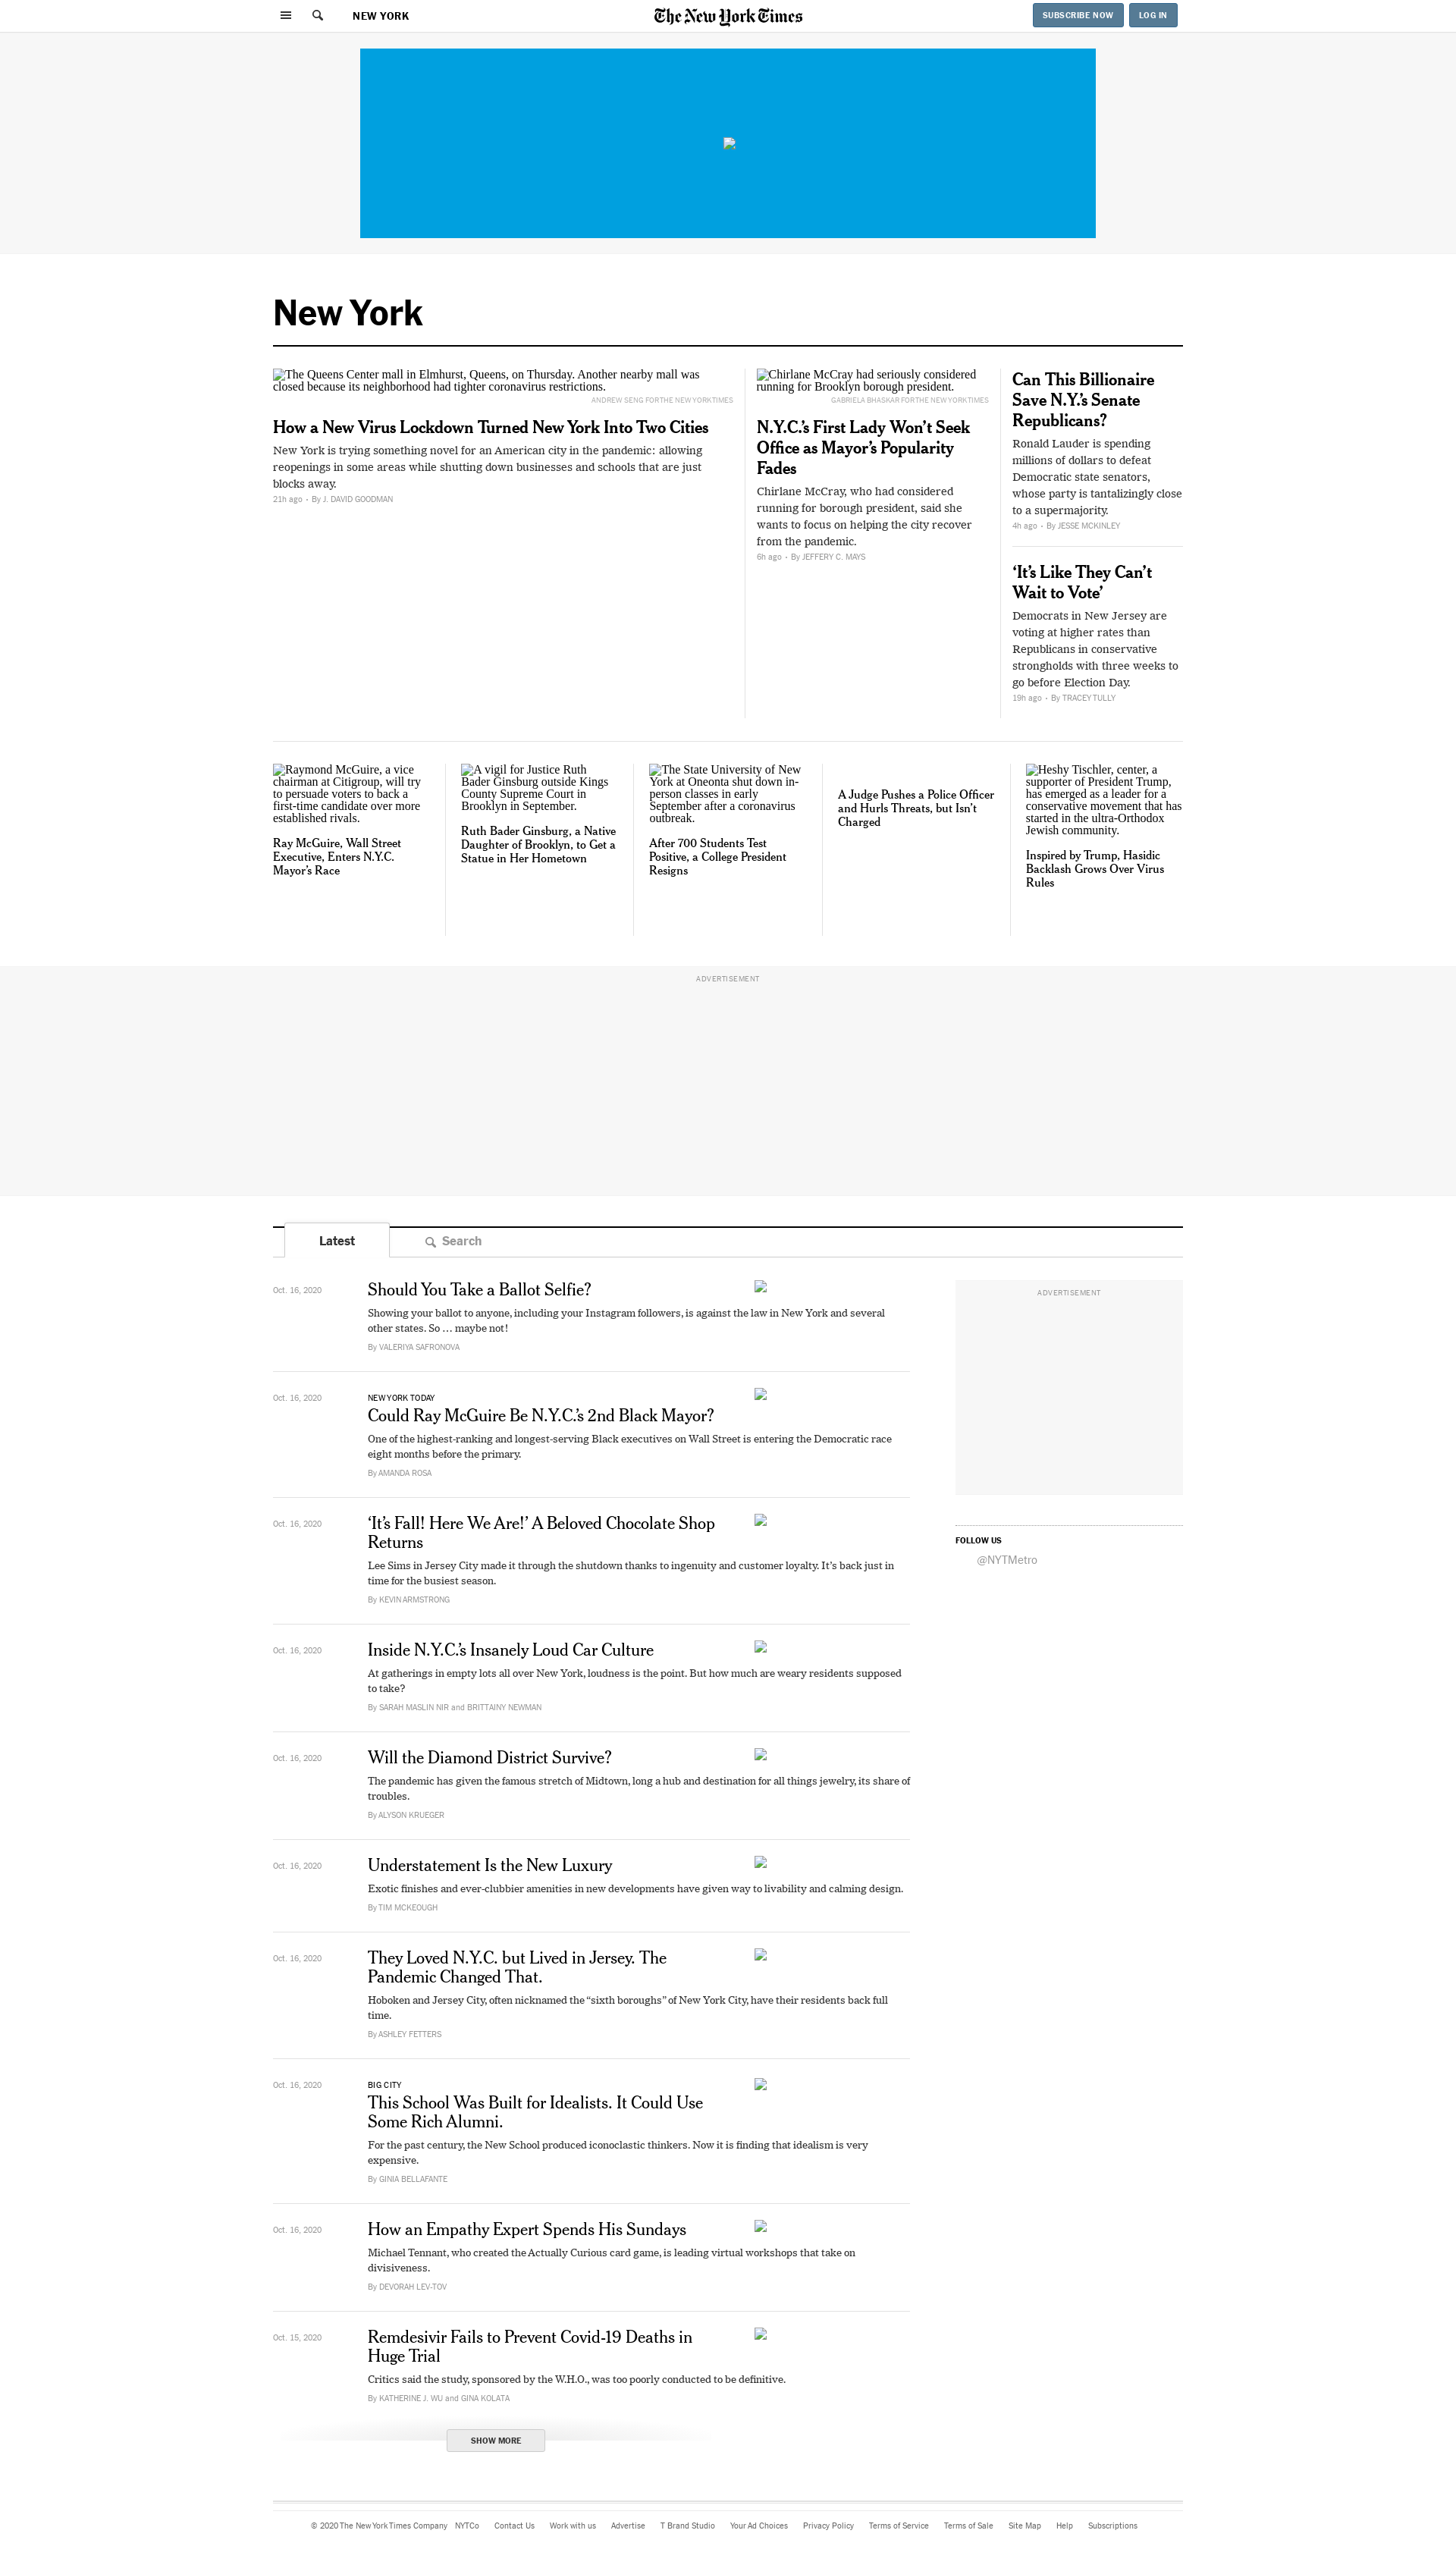 NEW YORK
The New York Times
SUBSCRIBE NOW
LOG IN
New York
The Queens Center mall in Elmhurst, Queens, on Thursday. Another nearby mall was
closed because its neighborhood had tighter coronavirus restrictions.
ANDREW SENG FOR THE NEW YORK TIMES
How a New Virus Lockdown Turned New York Into Two Cities
New York is trying something novel for an American city in the pandemic: allowing
reopenings in some areas while shutting down businesses and schools that are just
blocks away.
21h ago • By J. DAVID GOODMAN
Chirlane McCray had seriously considered
running for Brooklyn borough president.
GABRIELA BHASKAR FOR THE NEW YORK TIMES
N.Y.C.’s First Lady Won’t Seek
Office as Mayor’s Popularity
Fades
Chirlane McCray, who had considered
running for borough president, said she
wants to focus on helping the city recover
from the pandemic.
6h ago • By JEFFERY C. MAYS
Can This Billionaire
Save N.Y.’s Senate
Republicans?
Ronald Lauder is spending
millions of dollars to defeat
Democratic state senators,
whose party is tantalizingly close
to a supermajority.
4h ago • By JESSE MCKINLEY
‘It’s Like They Can’t
Wait to Vote’
Democrats in New Jersey are
voting at higher rates than
Republicans in conservative
strongholds with three weeks to
go before Election Day.
19h ago • By TRACEY TULLY
Raymond McGuire, a vice
chairman at Citigroup, will try
to persuade voters to back a
first-time candidate over more
established rivals.
Ray McGuire, Wall Street
Executive, Enters N.Y.C.
Mayor’s Race
A vigil for Justice Ruth
Bader Ginsburg outside Kings
County Supreme Court in
Brooklyn in September.
Ruth Bader Ginsburg, a Native
Daughter of Brooklyn, to Get a
Statue in Her Hometown
The State University of New
York at Oneonta shut down in-
person classes in early
September after a coronavirus
outbreak.
After 700 Students Test
Positive, a College President
Resigns
A Judge Pushes a Police Officer
and Hurls Threats, but Isn’t
Charged
Heshy Tischler, center, a
supporter of President Trump,
has emerged as a leader for a
conservative movement that has
started in the ultra-Orthodox
Jewish community.
Inspired by Trump, Hasidic
Backlash Grows Over Virus
Rules
ADVERTISEMENT
Latest
Search
Oct. 16, 2020
Should You Take a Ballot Selfie?
Showing your ballot to anyone, including your Instagram followers, is against the law in New York and several
other states. So … maybe not!
By VALERIYA SAFRONOVA
Oct. 16, 2020
NEW YORK TODAY
Could Ray McGuire Be N.Y.C.’s 2nd Black Mayor?
One of the highest-ranking and longest-serving Black executives on Wall Street is entering the Democratic race
eight months before the primary.
By AMANDA ROSA
Oct. 16, 2020
‘It’s Fall! Here We Are!’ A Beloved Chocolate Shop
Returns
Lee Sims in Jersey City made it through the shutdown thanks to ingenuity and customer loyalty. It’s back just in
time for the busiest season.
By KEVIN ARMSTRONG
Oct. 16, 2020
Inside N.Y.C.’s Insanely Loud Car Culture
At gatherings in empty lots all over New York, loudness is the point. But how much are weary residents supposed
to take?
By SARAH MASLIN NIR and BRITTAINY NEWMAN
Oct. 16, 2020
Will the Diamond District Survive?
The pandemic has given the famous stretch of Midtown, long a hub and destination for all things jewelry, its share of
troubles.
By ALYSON KRUEGER
Oct. 16, 2020
Understatement Is the New Luxury
Exotic finishes and ever-clubbier amenities in new developments have given way to livability and calming design.
By TIM MCKEOUGH
Oct. 16, 2020
They Loved N.Y.C. but Lived in Jersey. The
Pandemic Changed That.
Hoboken and Jersey City, often nicknamed the “sixth boroughs” of New York City, have their residents back full
time.
By ASHLEY FETTERS
Oct. 16, 2020
BIG CITY
This School Was Built for Idealists. It Could Use
Some Rich Alumni.
For the past century, the New School produced iconoclastic thinkers. Now it is finding that idealism is very
expensive.
By GINIA BELLAFANTE
Oct. 16, 2020
How an Empathy Expert Spends His Sundays
Michael Tennant, who created the Actually Curious card game, is leading virtual workshops that take on
divisiveness.
By DEVORAH LEV-TOV
Oct. 15, 2020
Remdesivir Fails to Prevent Covid-19 Deaths in
Huge Trial
Critics said the study, sponsored by the W.H.O., was too poorly conducted to be definitive.
By KATHERINE J. WU and GINA KOLATA
SHOW MORE
ADVERTISEMENT
FOLLOW US
@NYTMetro
© 2020 The New York Times Company NYTCo Contact Us Work with us Advertise T Brand Studio Your Ad Choices Privacy Policy Terms of Service Terms of Sale Site Map Help Subscriptions